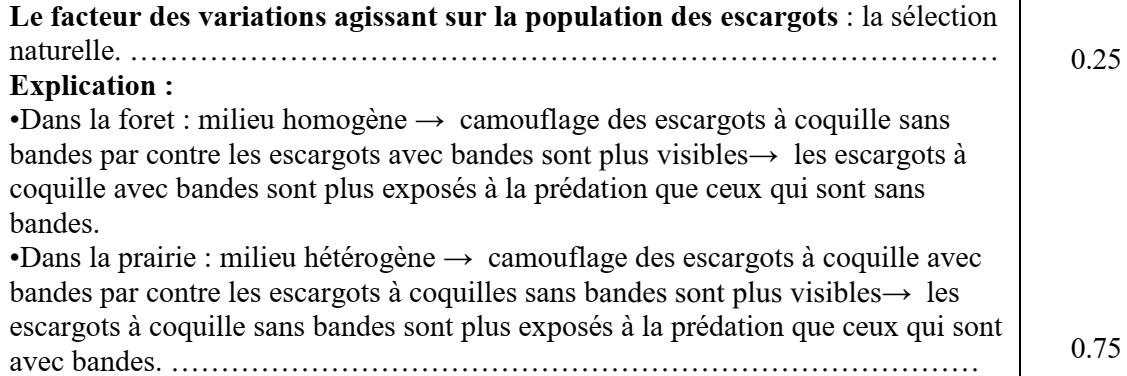 Le facteur des variations agissant sur la population des escargots : la sélection
naturelle. ………………………………………………………………………… 0.25
Explication :
•Dans la foret : milieu homogène → camouflage des escargots à coquille sans
bandes par contre les escargots avec bandes sont plus visibles→ les escargots à
coquille avec bandes sont plus exposés à la prédation que ceux qui sont sans
bandes.
•Dans la prairie : milieu hétérogène → camouflage des escargots à coquille avec
bandes par contre les escargots à coquilles sans bandes sont plus visibles→ les
escargots à coquille sans bandes sont plus exposés à la prédation que ceux qui sont
avec bandes. …………………………………………………………………… 0.75